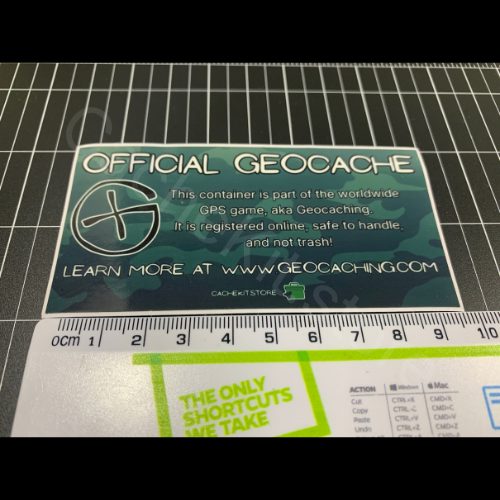 OFFICIAL GEOCACHE
This container is part of the worldwide
GPS game, aka Geocaching.
It is registered online, safe to handle,
and not trash!
LEARN MORE AT WWW.GEOCACHING.COM
CACHEKITSTORE
0CM 1 2 3 4 5 6 7 8 9 10
THE ONLY
SHORTCUTS
WE TAKE
ACTION Windows Mac
Cut CTRL+X CMD+X
Copy CTRL+C CMD+C
Paste CTRL+V CMD+V
Undo